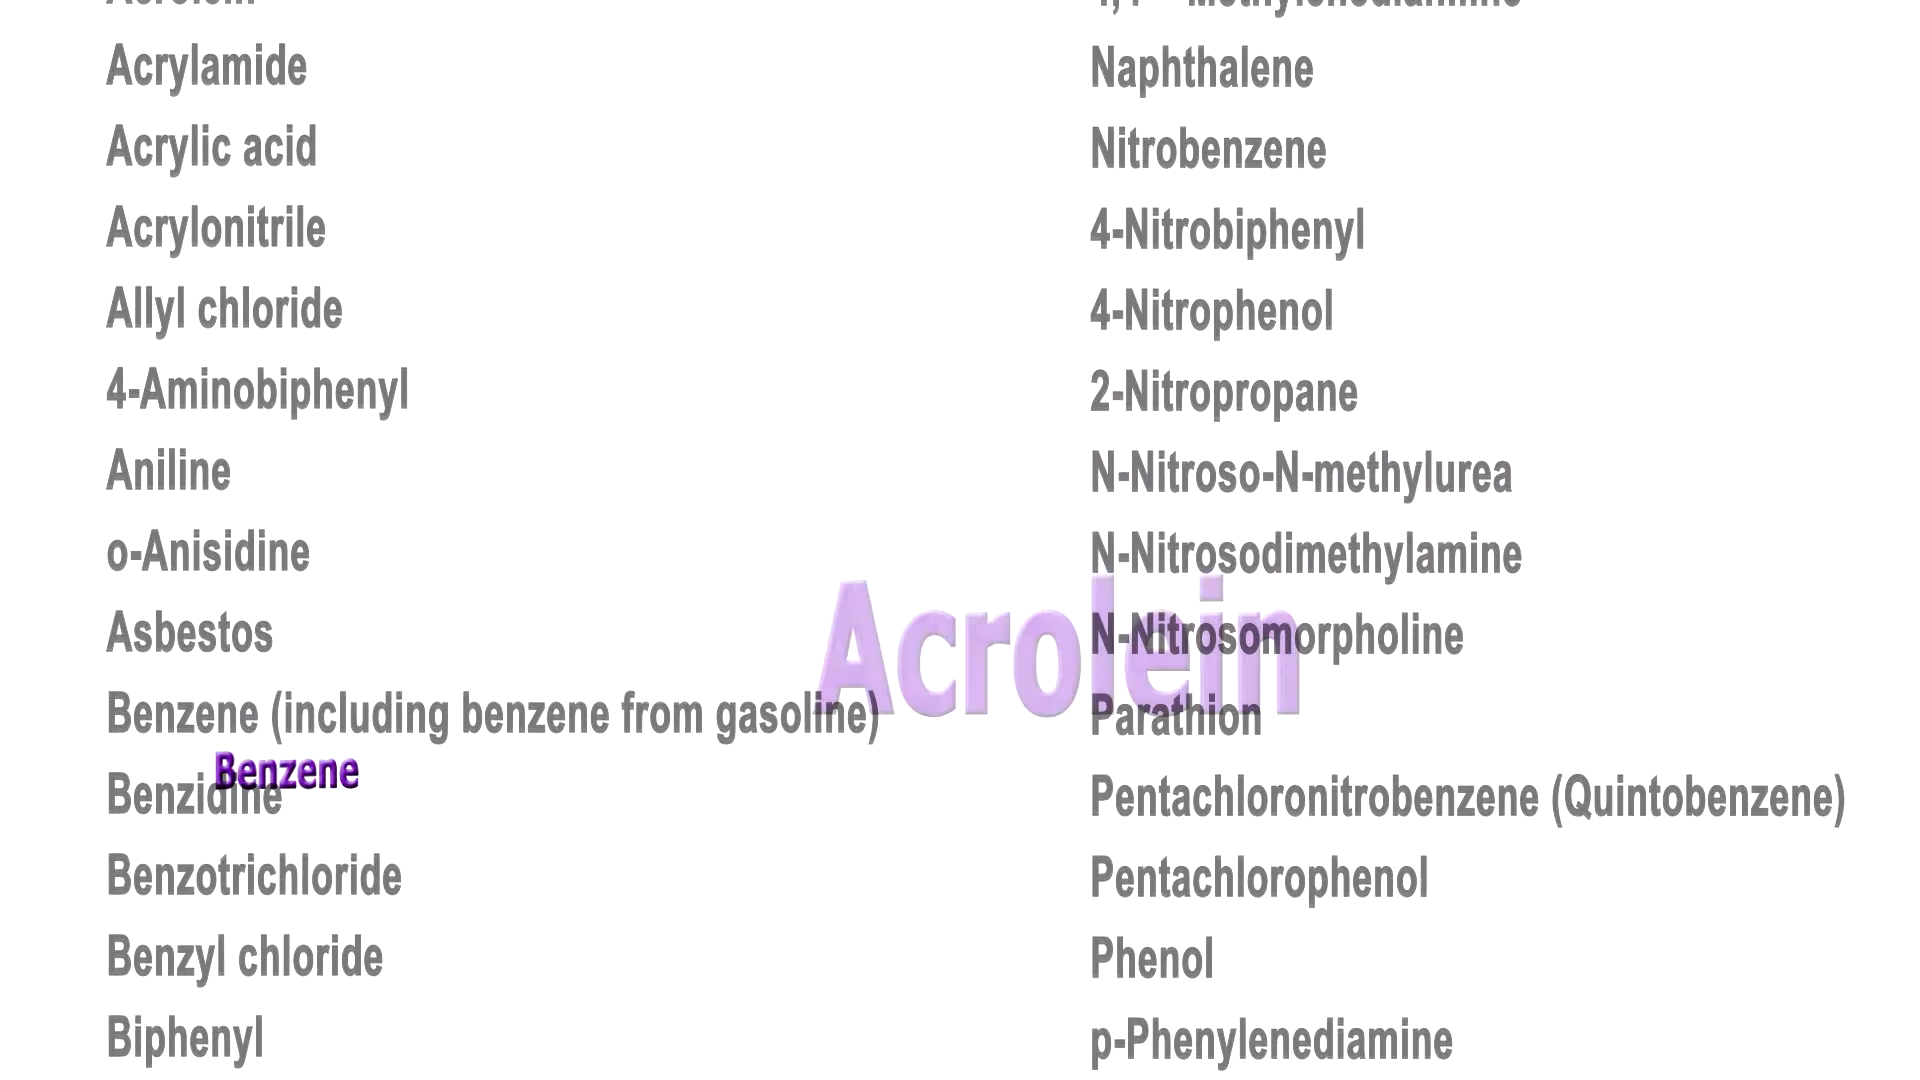 Acrolein
Acrylamide
Acrylic acid
Acrylonitrile
Allyl chloride
4-Aminobiphenyl
Aniline
o-Anisidine
Asbestos
Benzene (including benzene from gasoline)
Benzidine
Benzotrichloride
Benzyl chloride
Biphenyl
Naphthalene
Nitrobenzene
4-Nitrobiphenyl
4-Nitrophenol
2-Nitropropane
N-Nitroso-N-methylurea
N-Nitrosodimethylamine
N-Nitrosomorpholine
Parathion
Pentachloronitrobenzene (Quintobenzene)
Pentachlorophenol
Phenol
p-Phenylenediamine
Acrolein
Benzene